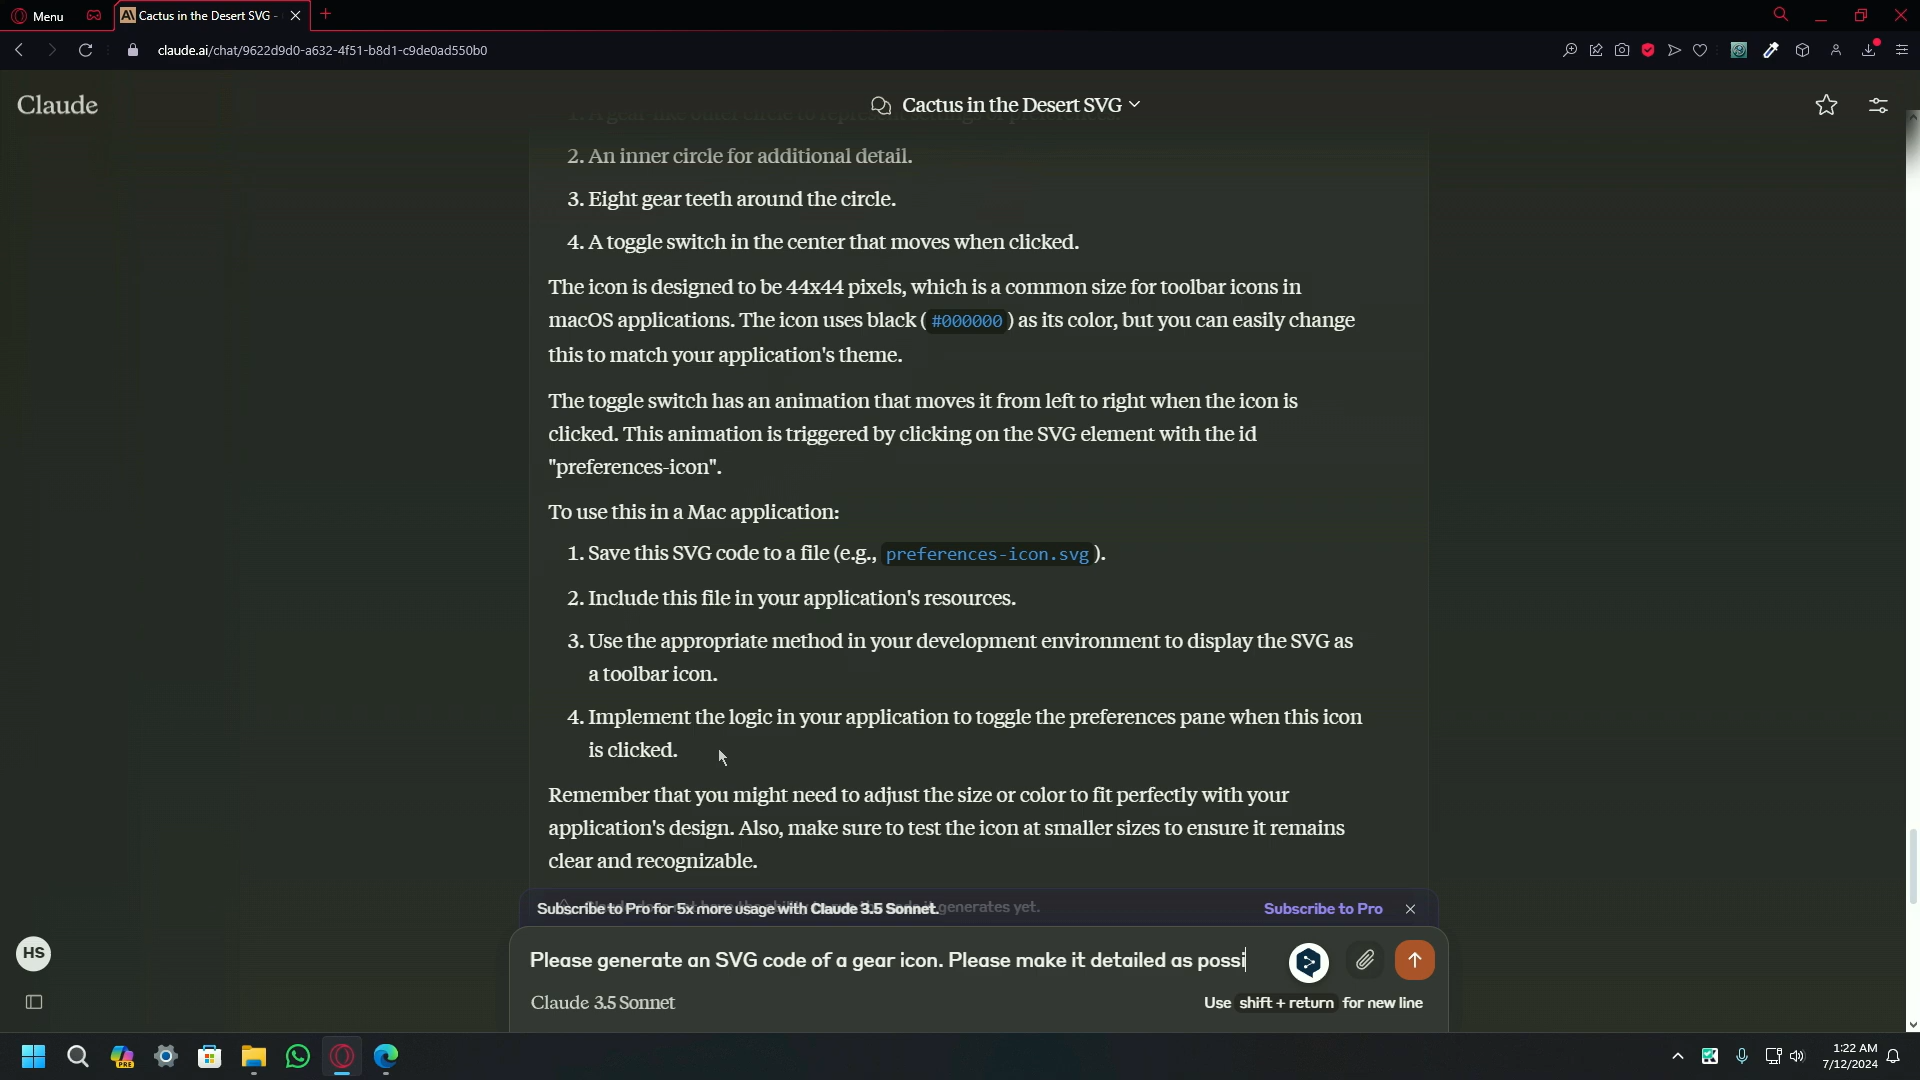 Menu
Cactus in the Desert SVG -
claude.ai/chat/9622d9d0-a632-4f51-b8d1-c9de0ad550b0
Claude
Cactus in the Desert SVG
1. A gear-like outer circle to represent settings or preferences.
2. An inner circle for additional detail.
3. Eight gear teeth around the circle.
4. A toggle switch in the center that moves when clicked.
The icon is designed to be 44x44 pixels, which is a common size for toolbar icons in
macOS applications. The icon uses black ( #000000 ) as its color, but you can easily change
this to match your application's theme.
The toggle switch has an animation that moves it from left to right when the icon is
clicked. This animation is triggered by clicking on the SVG element with the id
"preferences-icon".
To use this in a Mac application:
1. Save this SVG code to a file (e.g., preferences-icon.svg ).
2. Include this file in your application's resources.
3. Use the appropriate method in your development environment to display the SVG as
a toolbar icon.
4. Implement the logic in your application to toggle the preferences pane when this icon
is clicked.
Remember that you might need to adjust the size or color to fit perfectly with your
application's design. Also, make sure to test the icon at smaller sizes to ensure it remains
clear and recognizable.
generates yet.
Subscribe to Pro for 5x more usage with Claude 3.5 Sonnet.
Subscribe to Pro
HS
Please generate an SVG code of a gear icon. Please make it detailed as possi
Claude 3.5 Sonnet
Use shift + return for new line
PRE
1:22 AM
7/12/2024